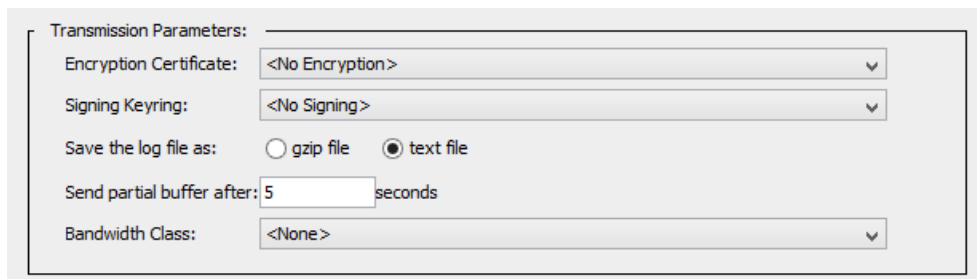 Transmission Parameters:
Encryption Certificate: <No Encryption>
Signing Keyring: <No Signing>
Save the log file as: gzip file text file
Send partial buffer after: 5 seconds
Bandwidth Class: <None>